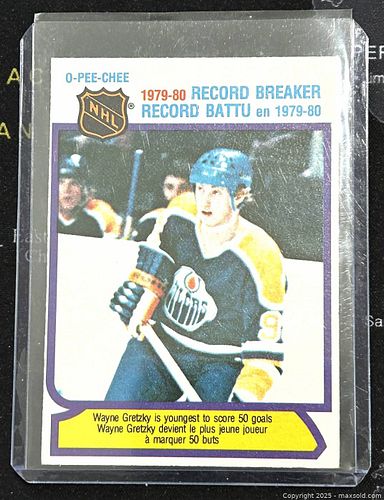 O-PEE-CHEE
NHL
®
1979-80 RECORD BREAKER
RECORD BATTU en 1979-80
OILERS
9
Wayne Gretzky is youngest to score 50 goals
Wayne Gretzky devient le plus jeune joueur
à marquer 50 buts
Copyright 2025 - maxsold.com